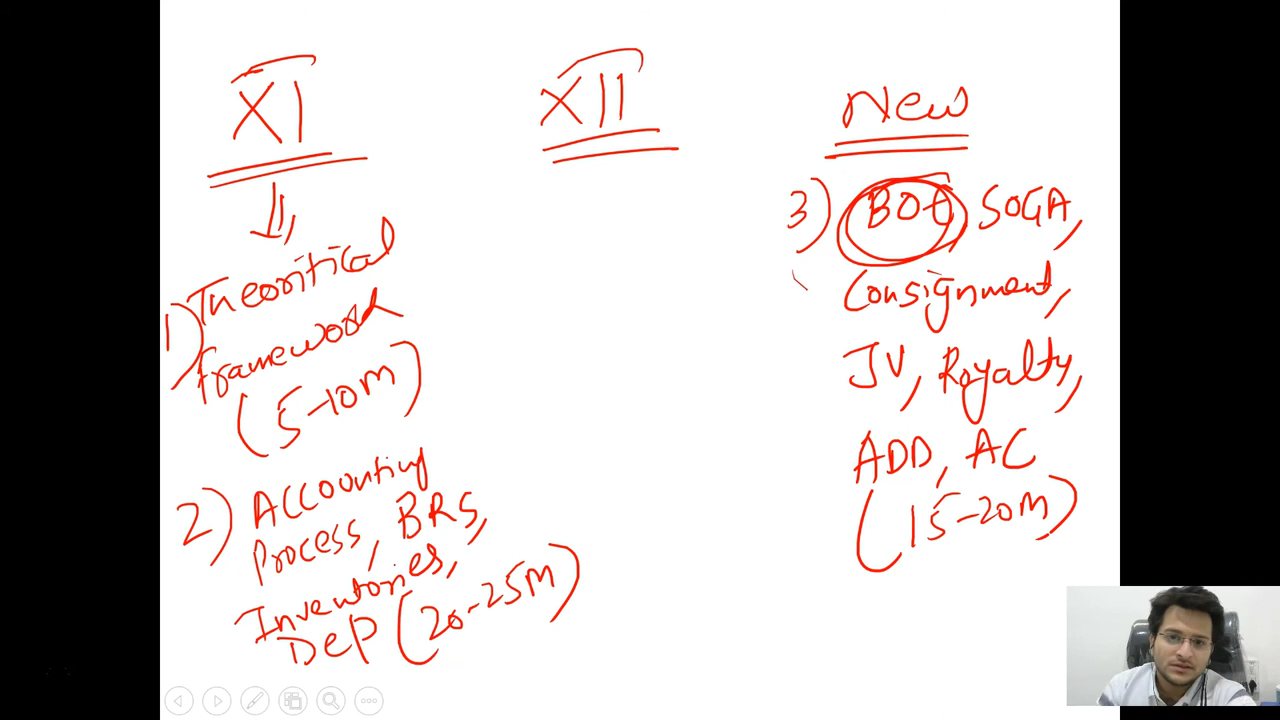 XI
XII
New
1) Theoritical
framework
(5-10M)
2) Accounting
Process, BRS,
Inventories,
Dep (20-25M)
3) BOE SOGA,
Consignment,
JV, Royalty,
ADD, AC
(15-20M)